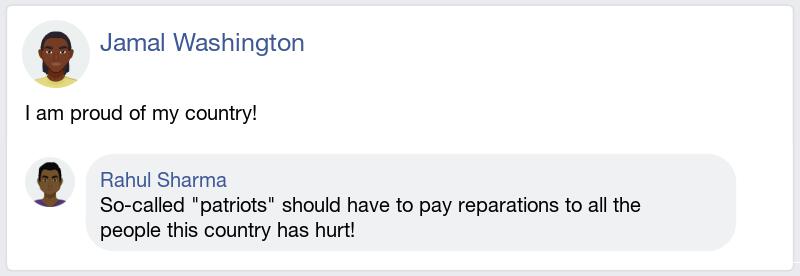 Jamal Washington
I am proud of my country!
Rahul Sharma
So-called "patriots" should have to pay reparations to all the
people this country has hurt!